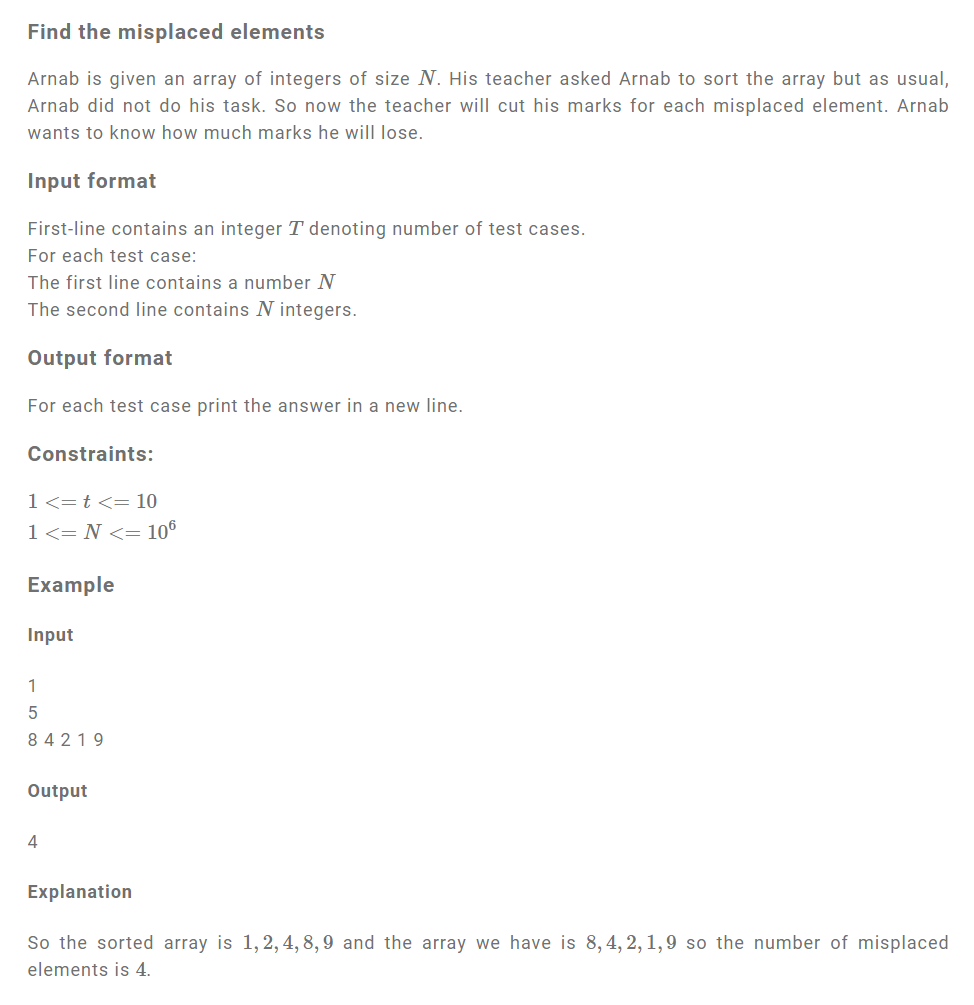 Find the misplaced elements
Arnab is given an array of integers of size N. His teacher asked Arnab to sort the array but as usual,
Arnab did not do his task. So now the teacher will cut his marks for each misplaced element. Arnab
wants to know how much marks he will lose.
Input format
First-line contains an integer T denoting number of test cases.
For each test case:
The first line contains a number N
The second line contains N integers.
Output format
For each test case print the answer in a new line.
Constraints:
1 <= t <= 10
1 <= N <= 10^6
Example
Input
1
5
8 4 2 1 9
Output
4
Explanation
So the sorted array is 1, 2, 4, 8, 9 and the array we have is 8, 4, 2, 1, 9 so the number of misplaced
elements is 4.